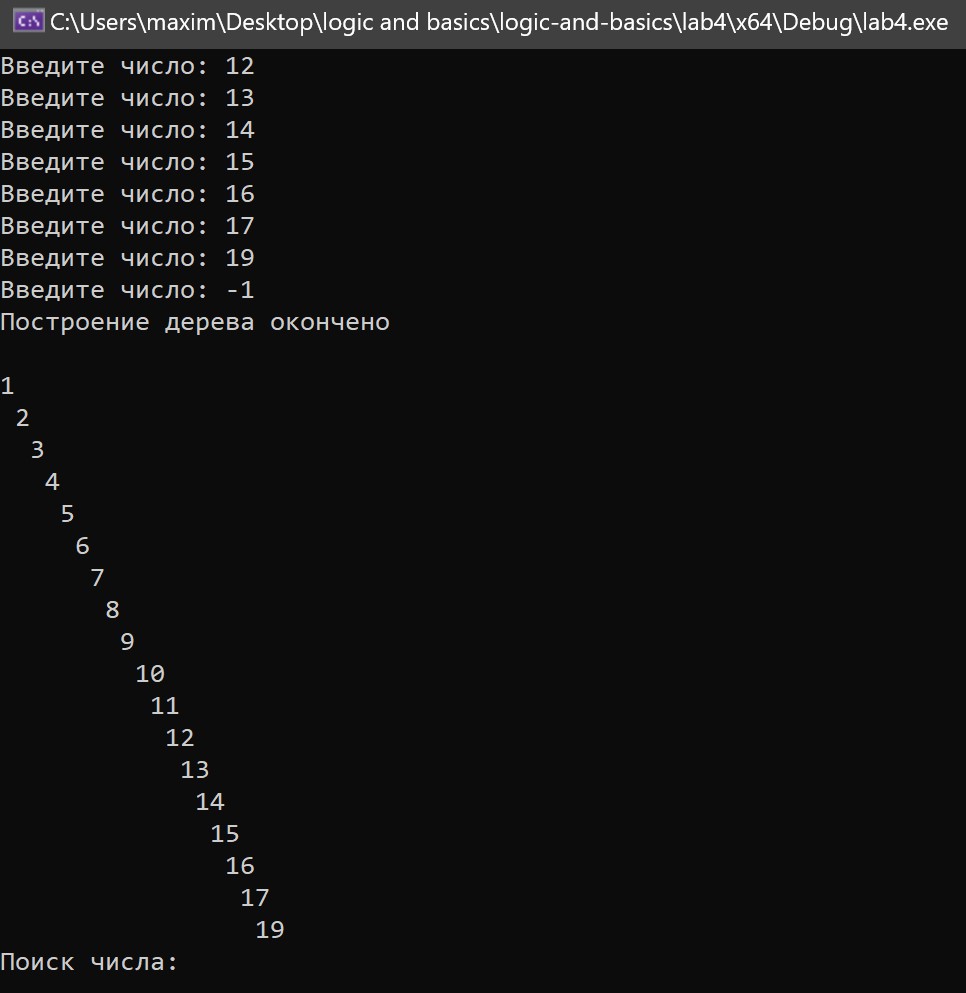 C:\Users\maxim\Desktop\logic and basics\logic-and-basics\lab4\x64\Debug\lab4.exe
Введите число: 12
Введите число: 13
Введите число: 14
Введите число: 15
Введите число: 16
Введите число: 17
Введите число: 19
Введите число: -1
Построение дерева окончено
1
2
3
4
5
6
7
8
9
10
11
12
13
14
15
16
17
19
Поиск числа: